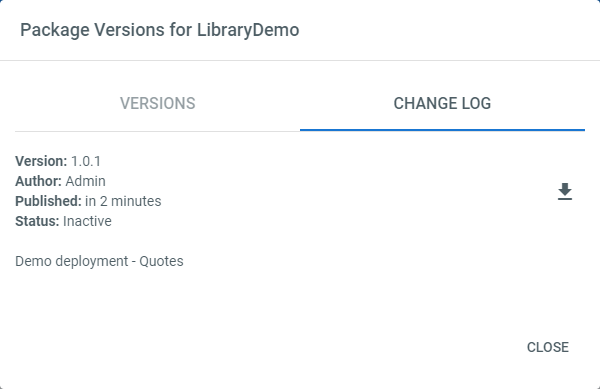 Package Versions for LibraryDemo
VERSIONS
CHANGE LOG
Version: 1.0.1
Author: Admin
Published: in 2 minutes
Status: Inactive
Demo deployment - Quotes
CLOSE